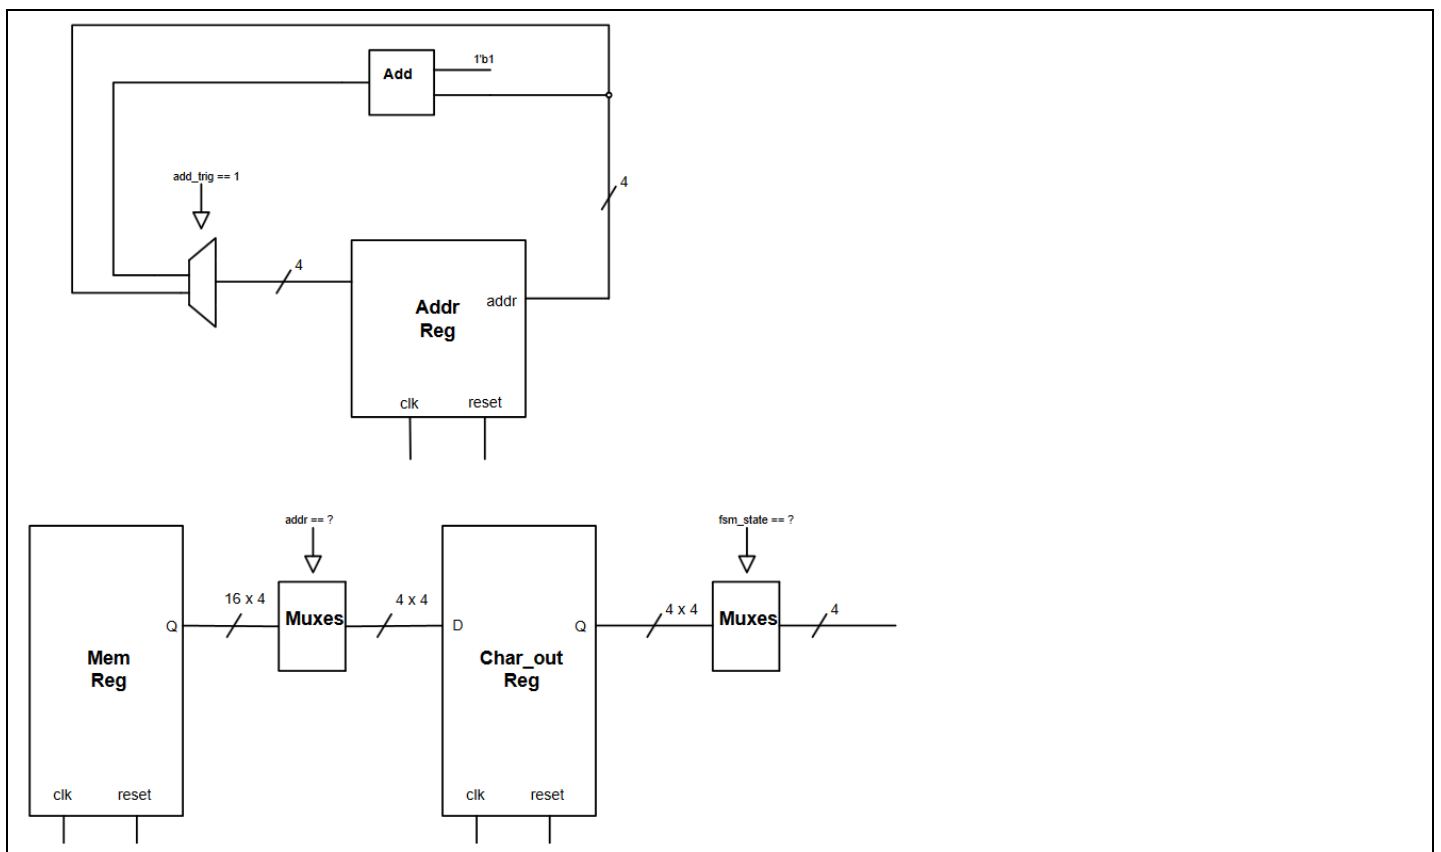 1'b1
Add
add_trig == 1
4
4
Addr
Reg
addr
clk
reset
addr == ?
fsm_state == ?
16 x 4
4 x 4
4 x 4
4
Muxes
Muxes
Q
D
Q
Mem
Reg
Char_out
Reg
clk
reset
clk
reset